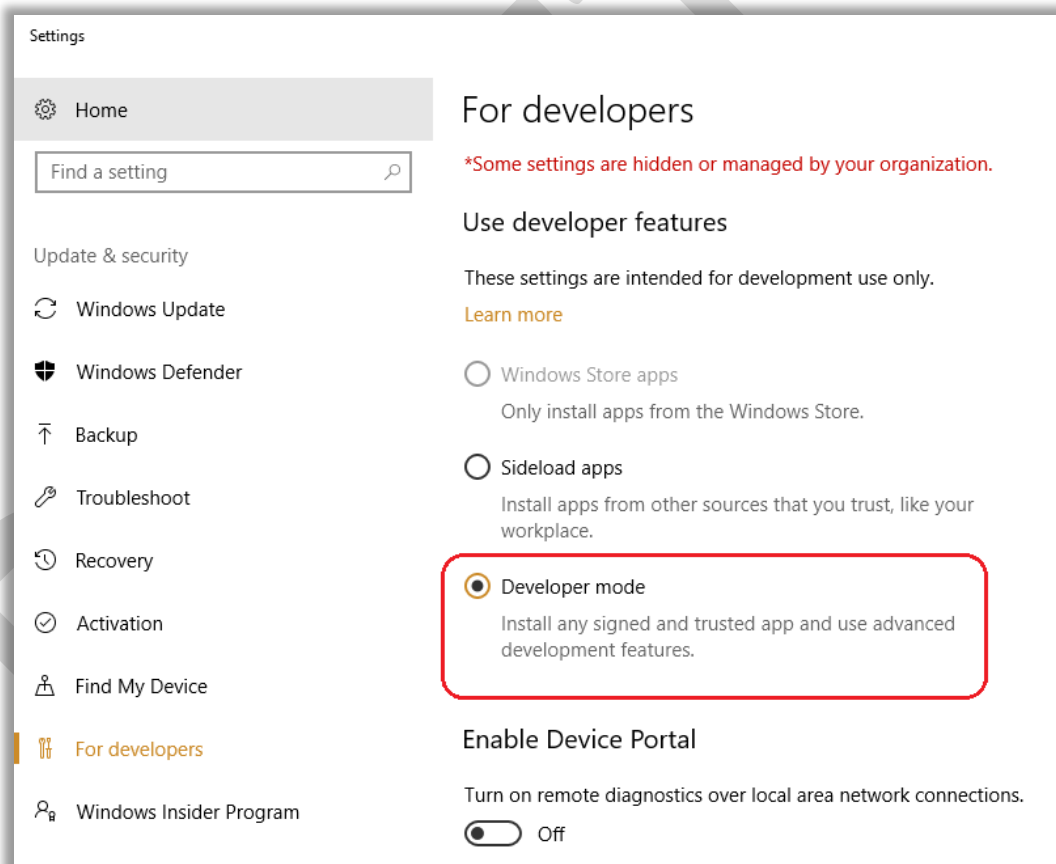 Settings
Home
Find a setting
Update & security
Windows Update
Windows Defender
Backup
Troubleshoot
Recovery
Activation
Find My Device
For developers
Windows Insider Program
For developers
*Some settings are hidden or managed by your organization.
Use developer features
These settings are intended for development use only.
Learn more
Windows Store apps
Only install apps from the Windows Store.
Sideload apps
Install apps from other sources that you trust, like your
workplace.
Developer mode
Install any signed and trusted app and use advanced
development features.
Enable Device Portal
Turn on remote diagnostics over local area network connections.
Off